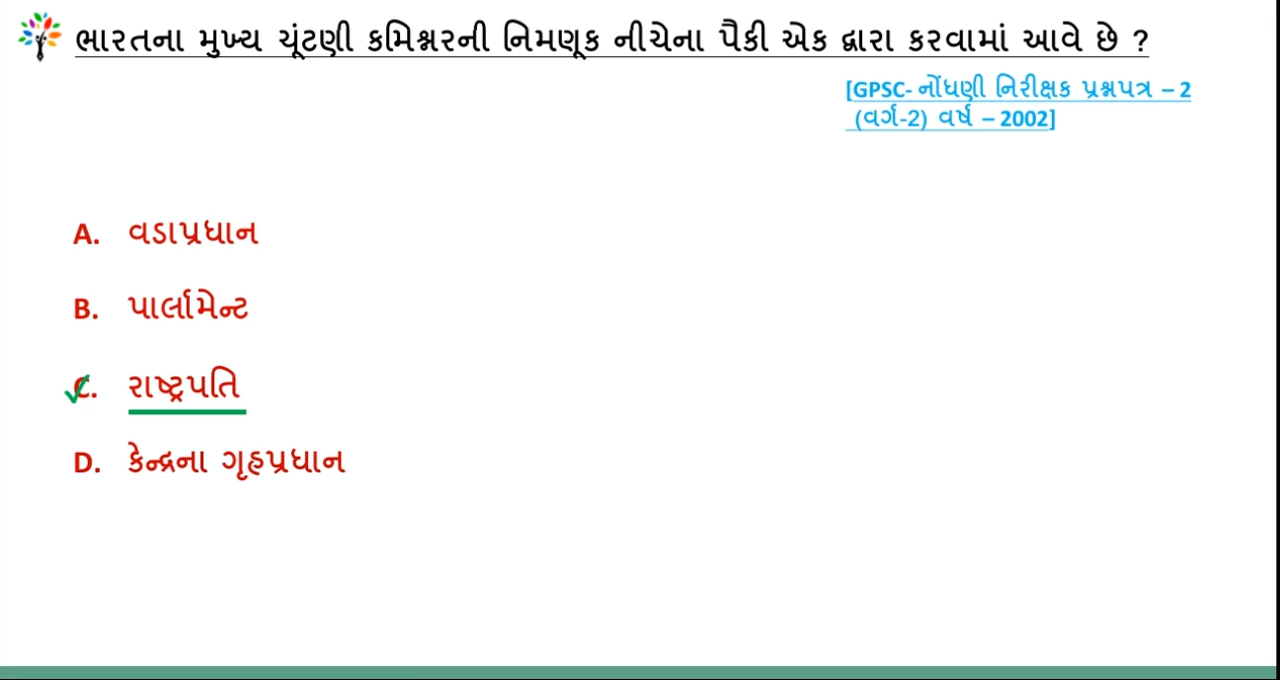 ભારતના મુખ્ય ચૂંટણી કમિશ્નરની નિમણૂક નીચેના પૈકી એક દ્વારા કરવામાં આવે છે ?
[GPSC- નોંધણી નિરીક્ષક પ્રશ્નપત્ર – 2
(વર્ગ-2) વર્ષ – 2002]
A. વડાપ્રધાન
B. પાર્લામેન્ટ
C. રાષ્ટ્રપતિ
D. કેન્દ્રના ગૃહપ્રધાન